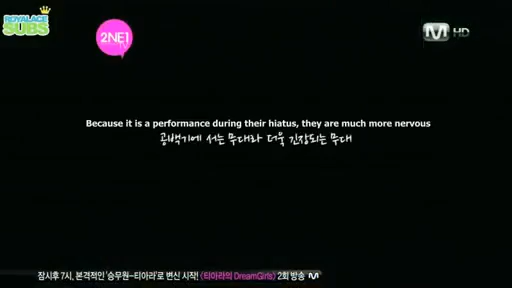 ROYALACE
SUBS
2NE1
TV
M HD
Because it is a performance during their hiatus, they are much more nervous
공백기에 서는 무대라 더욱 긴장되는 무대
잠시후 7시, 본격적인 '승무원-티아라'로 변신 시작! <티아라의 DreamGirls> 2회 방송 M